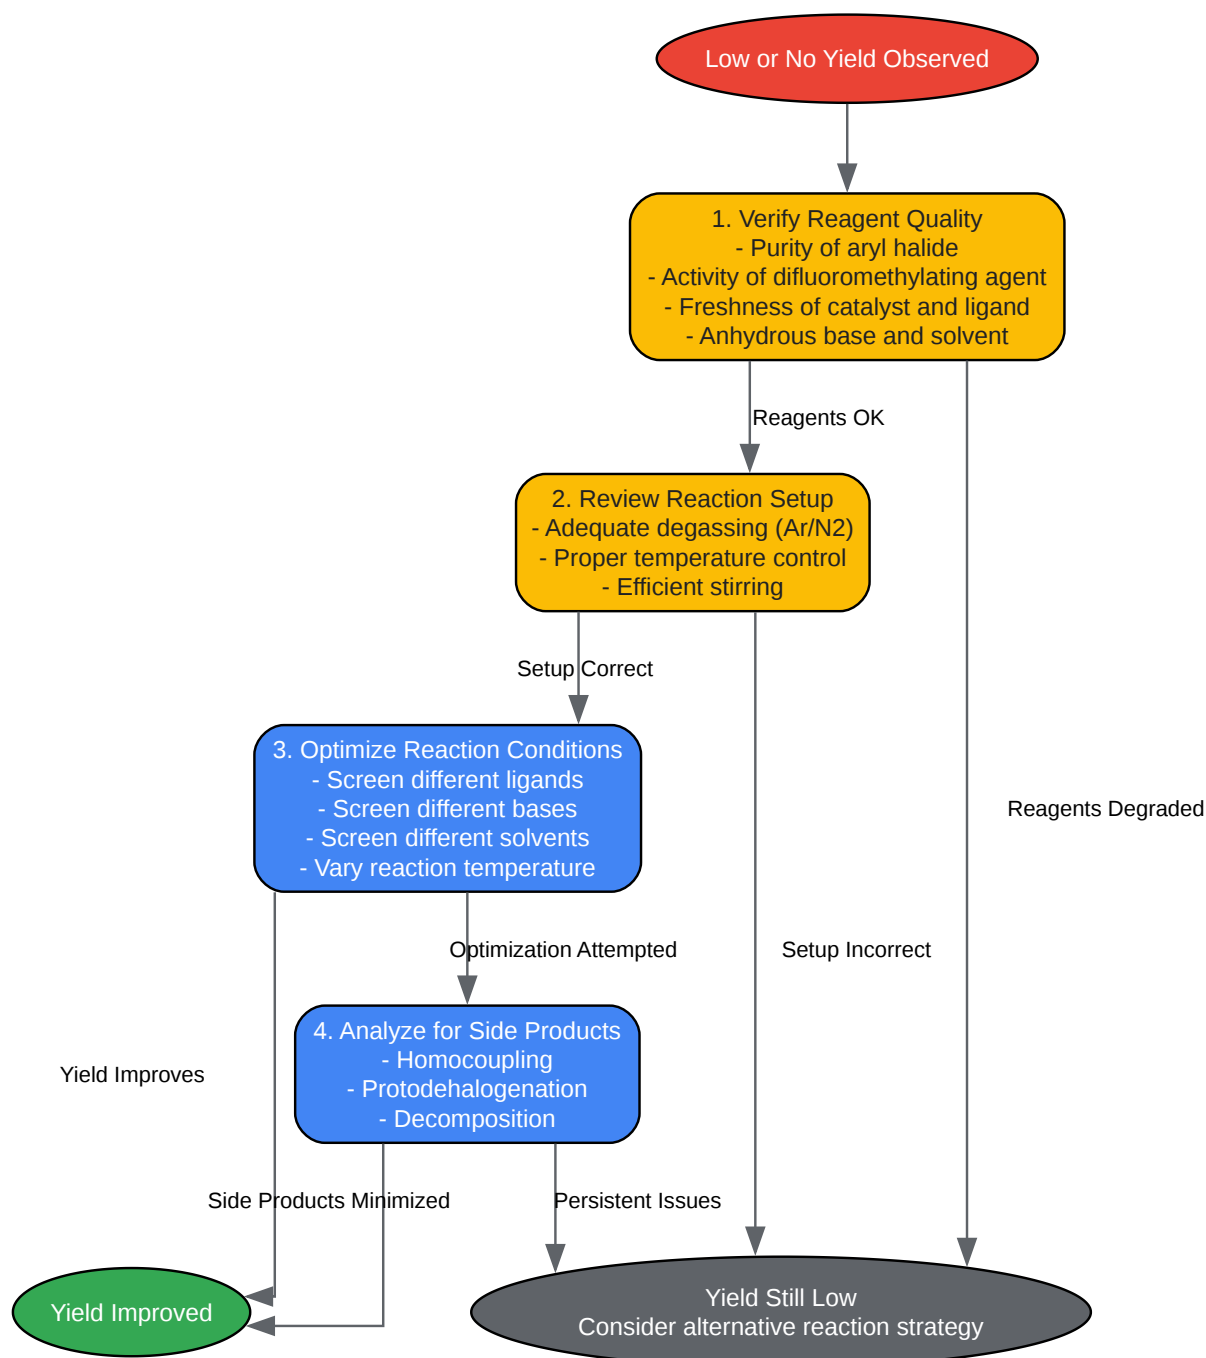 Low or No Yield Observed
1. Verify Reagent Quality
- Purity of aryl halide
- Activity of difluoromethylating agent
- Freshness of catalyst and ligand
- Anhydrous base and solvent
Reagents OK
2. Review Reaction Setup
- Adequate degassing (Ar/N2)
- Proper temperature control
- Efficient stirring
Setup Correct
3. Optimize Reaction Conditions
- Screen different ligands
- Screen different bases
- Screen different solvents
- Vary reaction temperature
Reagents Degraded
Optimization Attempted
Setup Incorrect
4. Analyze for Side Products
- Homocoupling
- Protodehalogenation
- Decomposition
Yield Improves
Side Products Minimized
Persistent Issues
Yield Improved
Yield Still Low
Consider alternative reaction strategy